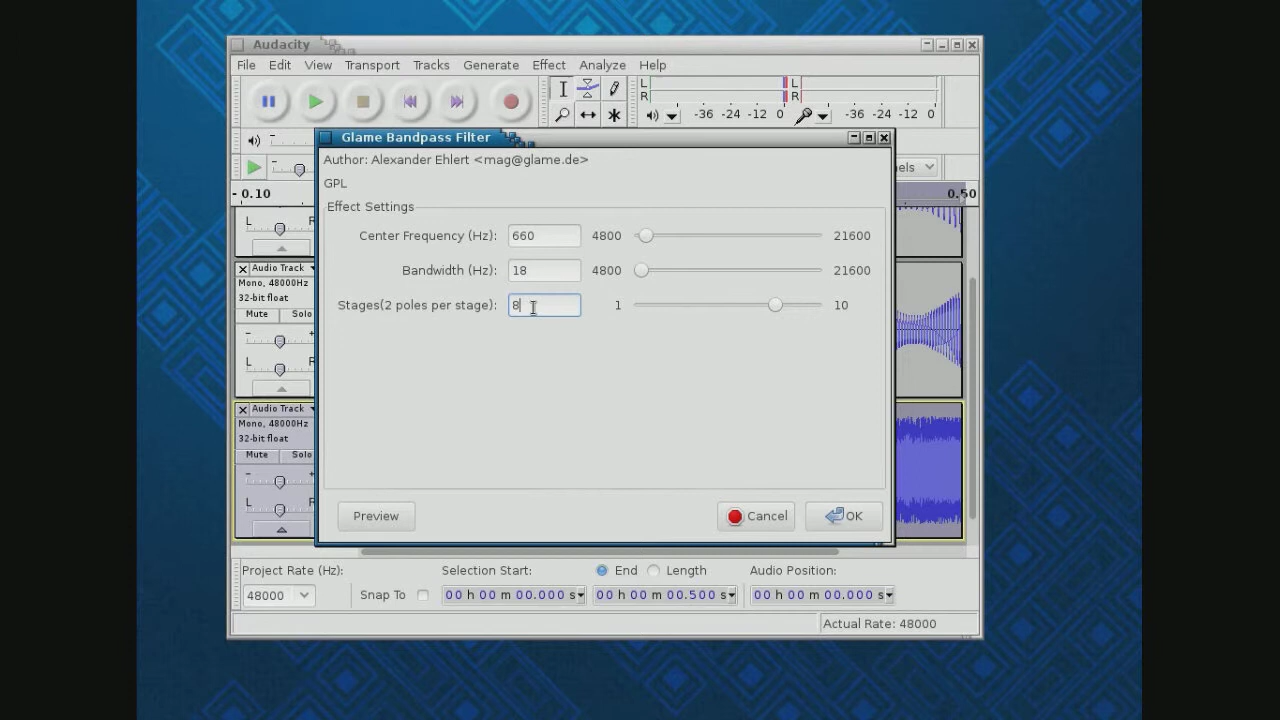 Audacity
File Edit View Transport Tracks Generate Effect Analyze Help
L
R
L
R
-36 -24 -12 0
-36 -24 -12 0
Glame Bandpass Filter
Author: Alexander Ehlert <mag@glame.de>
GPL
Effect Settings
Center Frequency (Hz): 660 4800 21600
Bandwidth (Hz): 18 4800 21600
Stages(2 poles per stage): 8 1 10
Preview Cancel OK
- 0.10
0.50
L R
Audio Track
Mono, 48000Hz
32-bit float
Mute Solo
- +
L R
Audio Track
Mono, 48000Hz
32-bit float
Mute Solo
- +
L R
Project Rate (Hz): Selection Start: End Length Audio Position:
48000 Snap To 00 h 00 m 00.000 s 00 h 00 m 00.500 s 00 h 00 m 00.000 s
Actual Rate: 48000